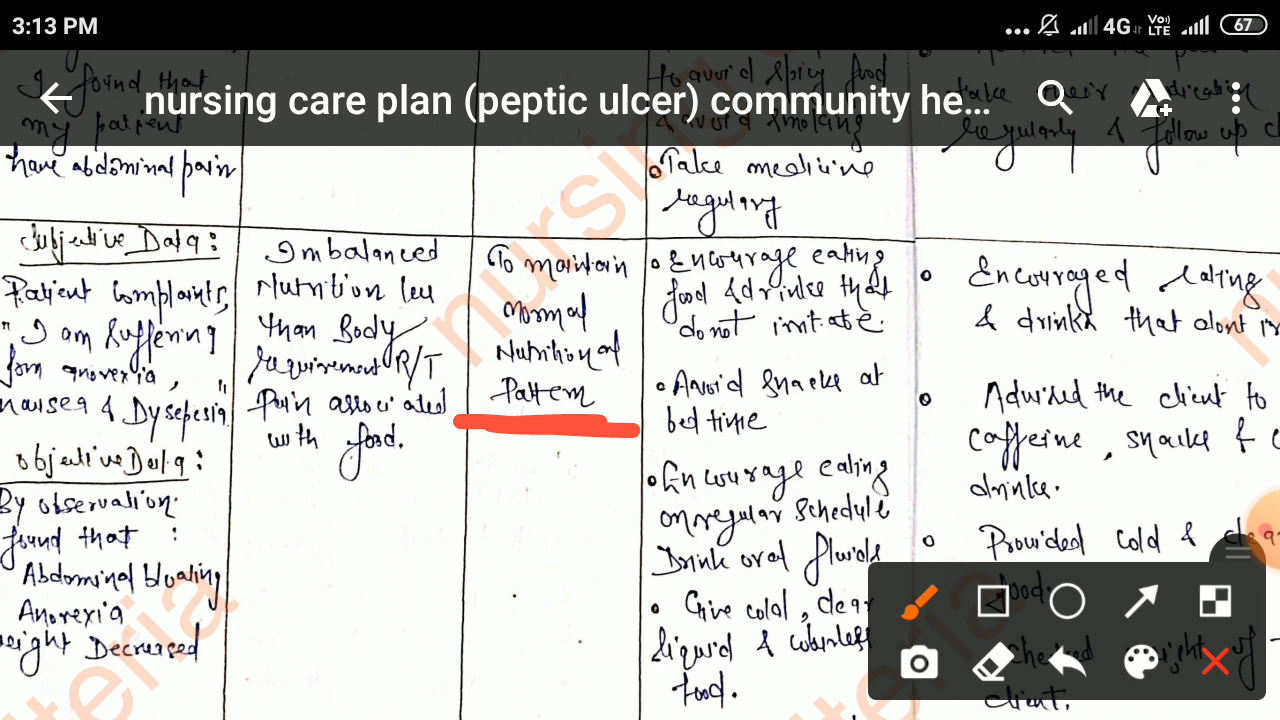 3:13 PM
4G
Vo)
LTE
67
nursing care plan (peptic ulcer) community he...
I found that
my patient
have abdominal pain
to avoid spicy food
& avoid smoking
Take medicine
regulary
take their medication
regularly & follow up
Subjective Data:
Patient complaints,
" I am suffering
from anorexia,
nausea & Dysepesia "
Objective Data:
By observation
found that :
Abdominal bloating
Anorexia
weight Decreased
Imbalanced
Nutrition less
than Body
requirement R/T
Pain associated
with food.
To maintain
normal
Nutritional
Pattern
Encourage eating
food & drinks that
do not irritate.
Avoid snacks at
bed time
Encourage eating
on regular schedule
Drink oral fluids
Give cold, clear
liquid &
food.
Encouraged eating
& drinks that dont
Advised the client to
caffeine, snacks &
drinks.
Provided cold &
food.
checked weight of
client.
nursing